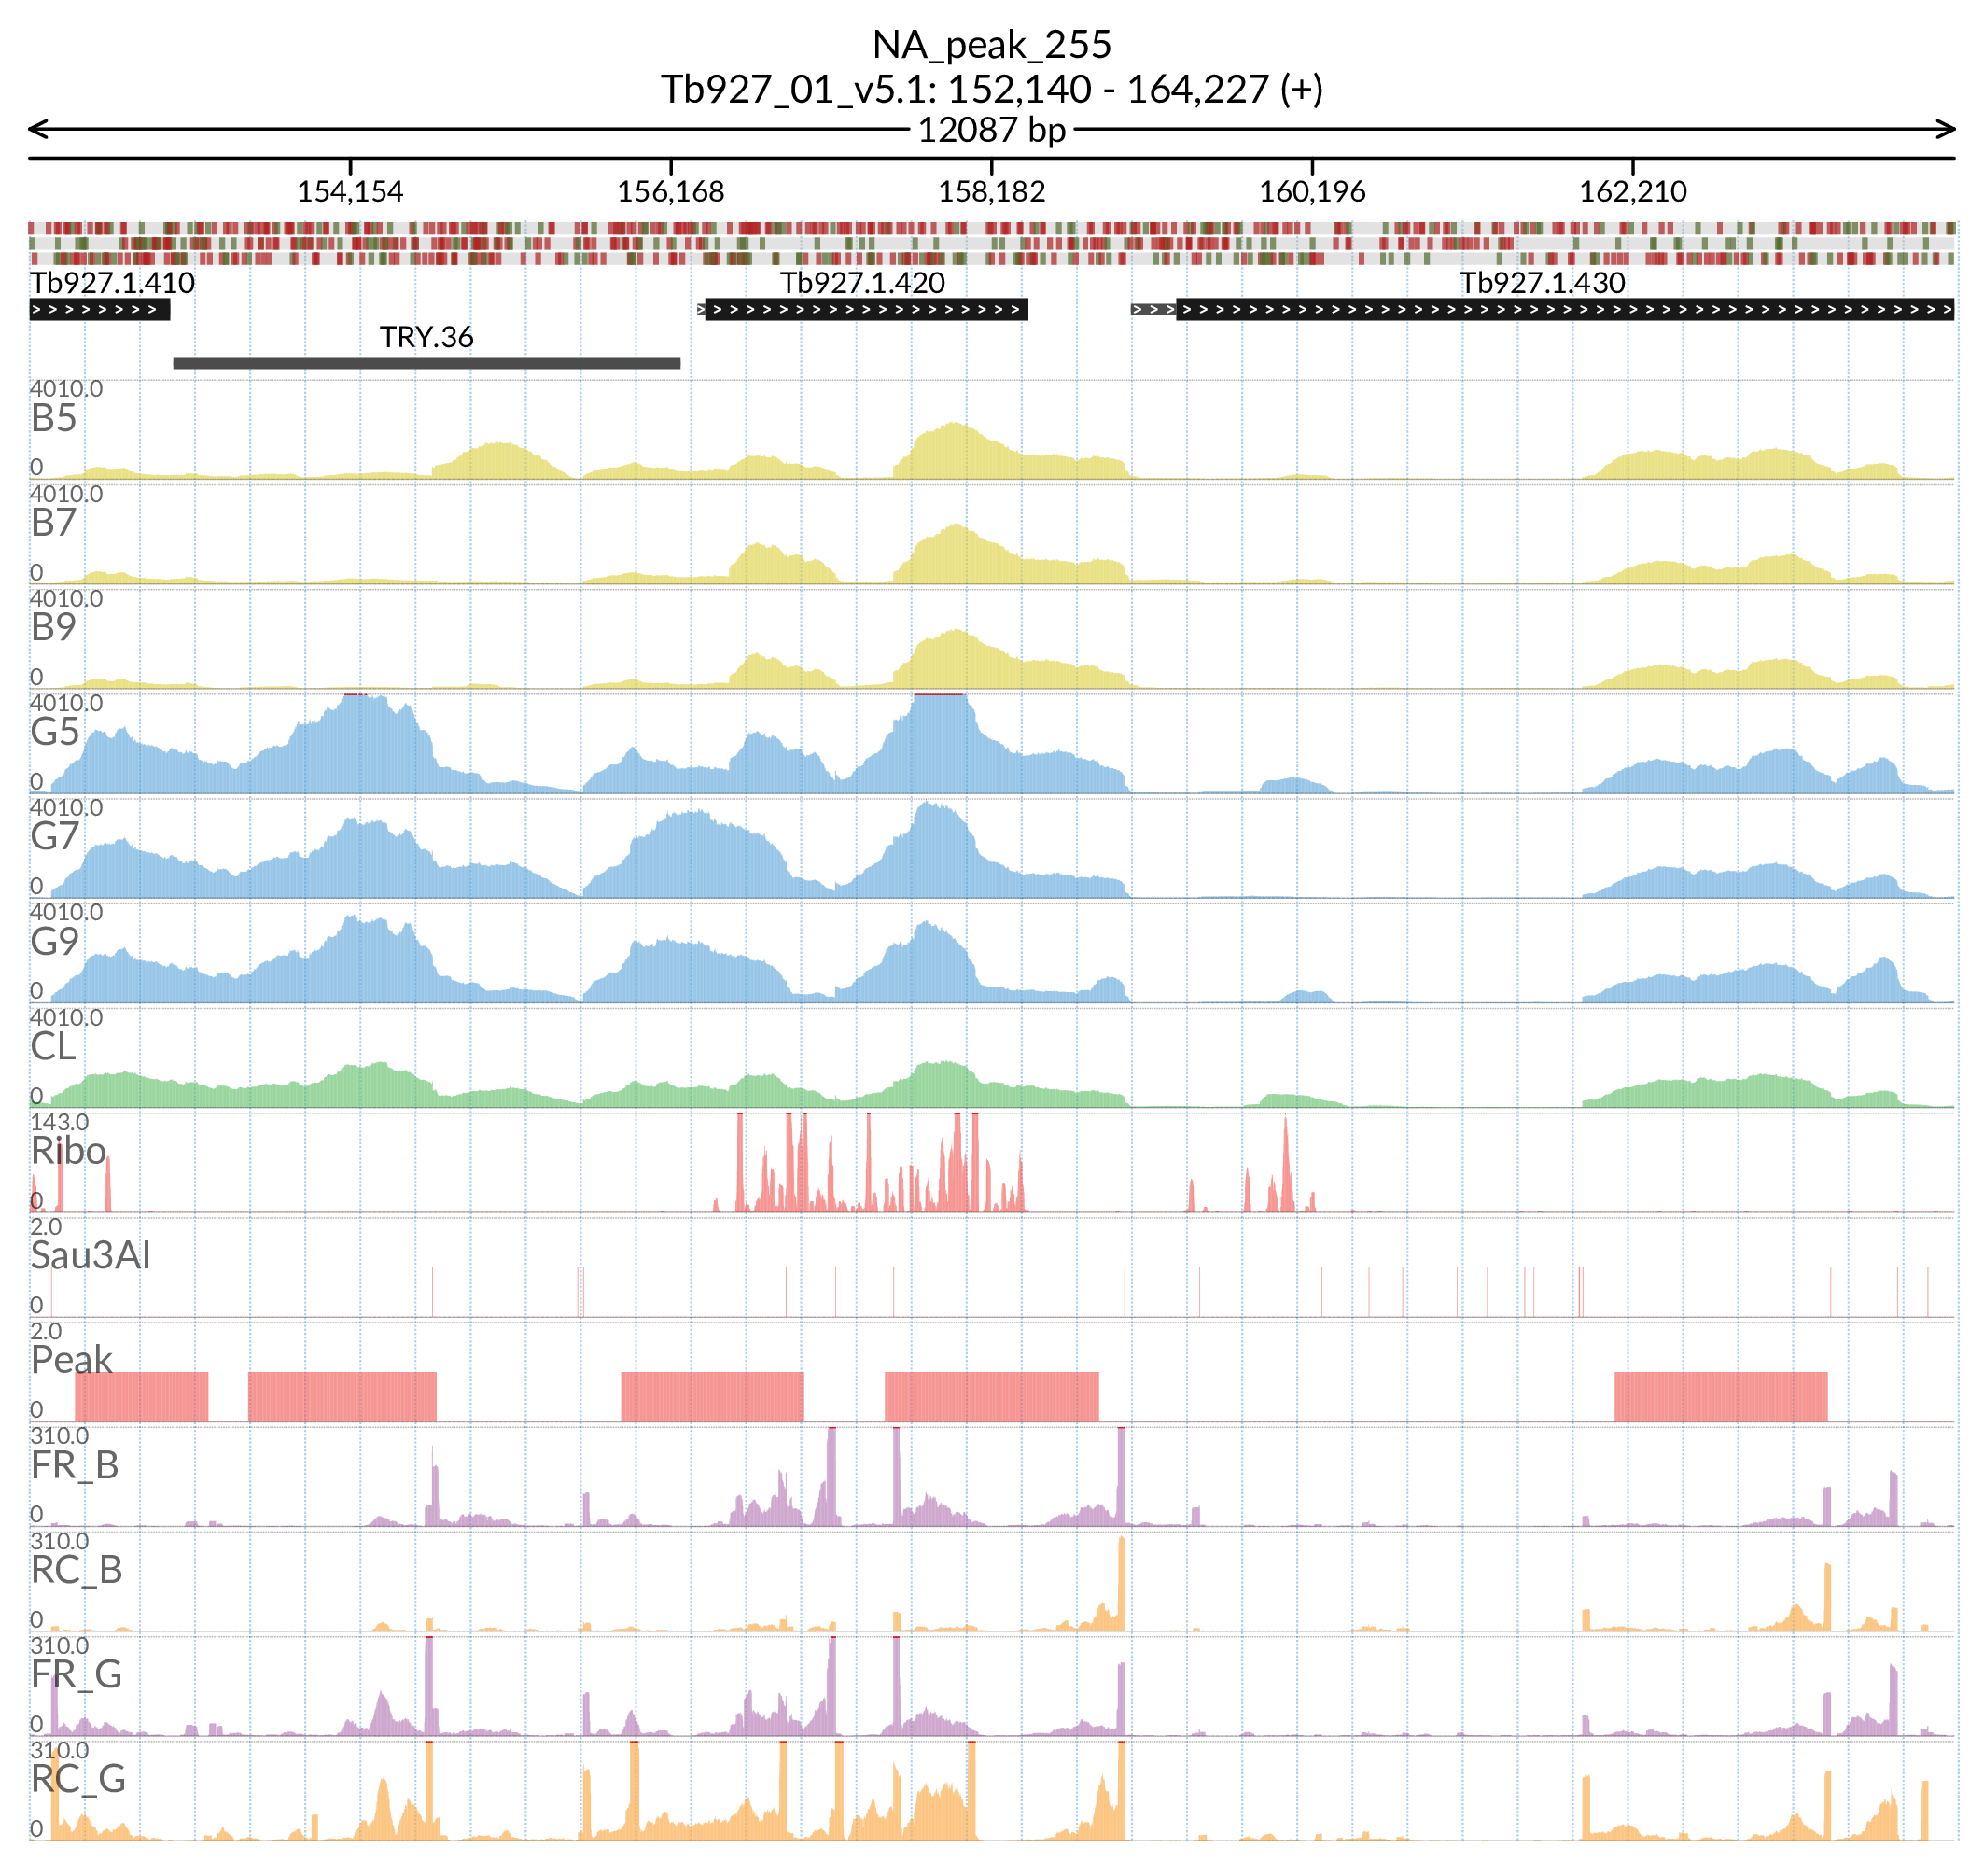 NA_peak_255
Tb927_01_v5.1: 152,140 - 164,227 (+)
12087 bp
154,154 156,168 158,182 160,196 162,210
Tb927.1.410 Tb927.1.420 Tb927.1.430
TRY.36
4010.0
B5
0
4010.0
B7
0
4010.0
B9
0
4010.0
G5
0
4010.0
G7
0
4010.0
G9
0
4010.0
CL
0
143.0
Ribo
0
2.0
Sau3AI
0
2.0
Peak
0
310.0
FR_B
0
310.0
RC_B
0
310.0
FR_G
0
310.0
RC_G
0